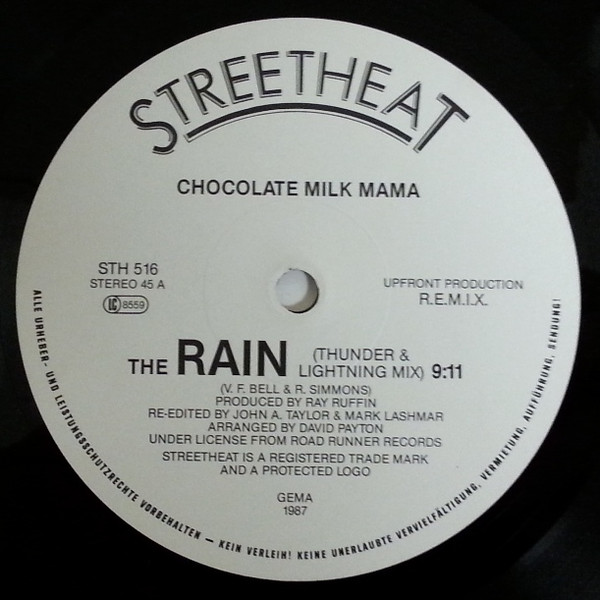 STREETHEAT
CHOCOLATE MILK MAMA
STH 516
STEREO 45 A
LC 8559
UPFRONT PRODUCTION
R.E.M.I.X.
THE RAIN (THUNDER &
LIGHTNING MIX) 9:11
(V. F. BELL & R. SIMMONS)
PRODUCED BY RAY RUFFIN
RE-EDITED BY JOHN A. TAYLOR & MARK LASHMAR
ARRANGED BY DAVID PAYTON
UNDER LICENSE FROM ROAD RUNNER RECORDS
STREETHEAT IS A REGISTERED TRADE MARK
AND A PROTECTED LOGO
GEMA
1987
ALLE URHEBER- UND LEISTUNGSSCHUTZRECHTE VORBEHALTEN – KEIN VERLEIH! KEINE UNERLAUBTE VERVIELFÄLTIGUNG, VERMIETUNG, AUFFÜHRUNG, SENDUNG!